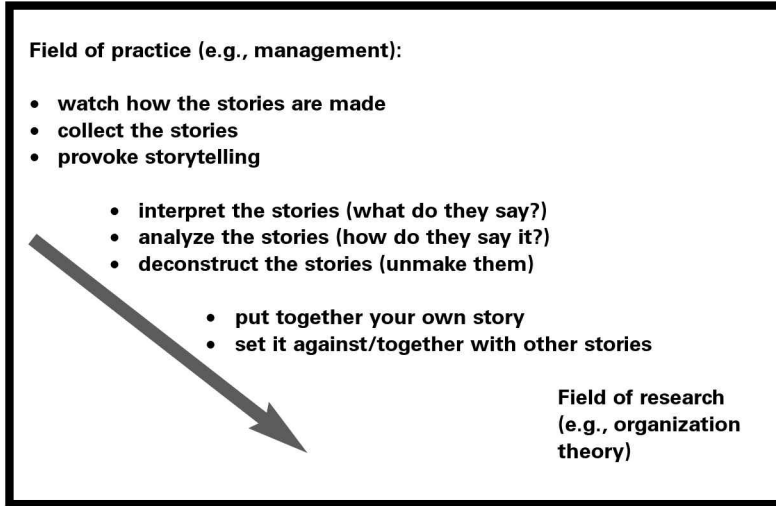 Field of practice (e.g., management):
• watch how the stories are made
• collect the stories
• provoke storytelling
• interpret the stories (what do they say?)
• analyze the stories (how do they say it?)
• deconstruct the stories (unmake them)
• put together your own story
• set it against/together with other stories
Field of research
(e.g., organization
theory)